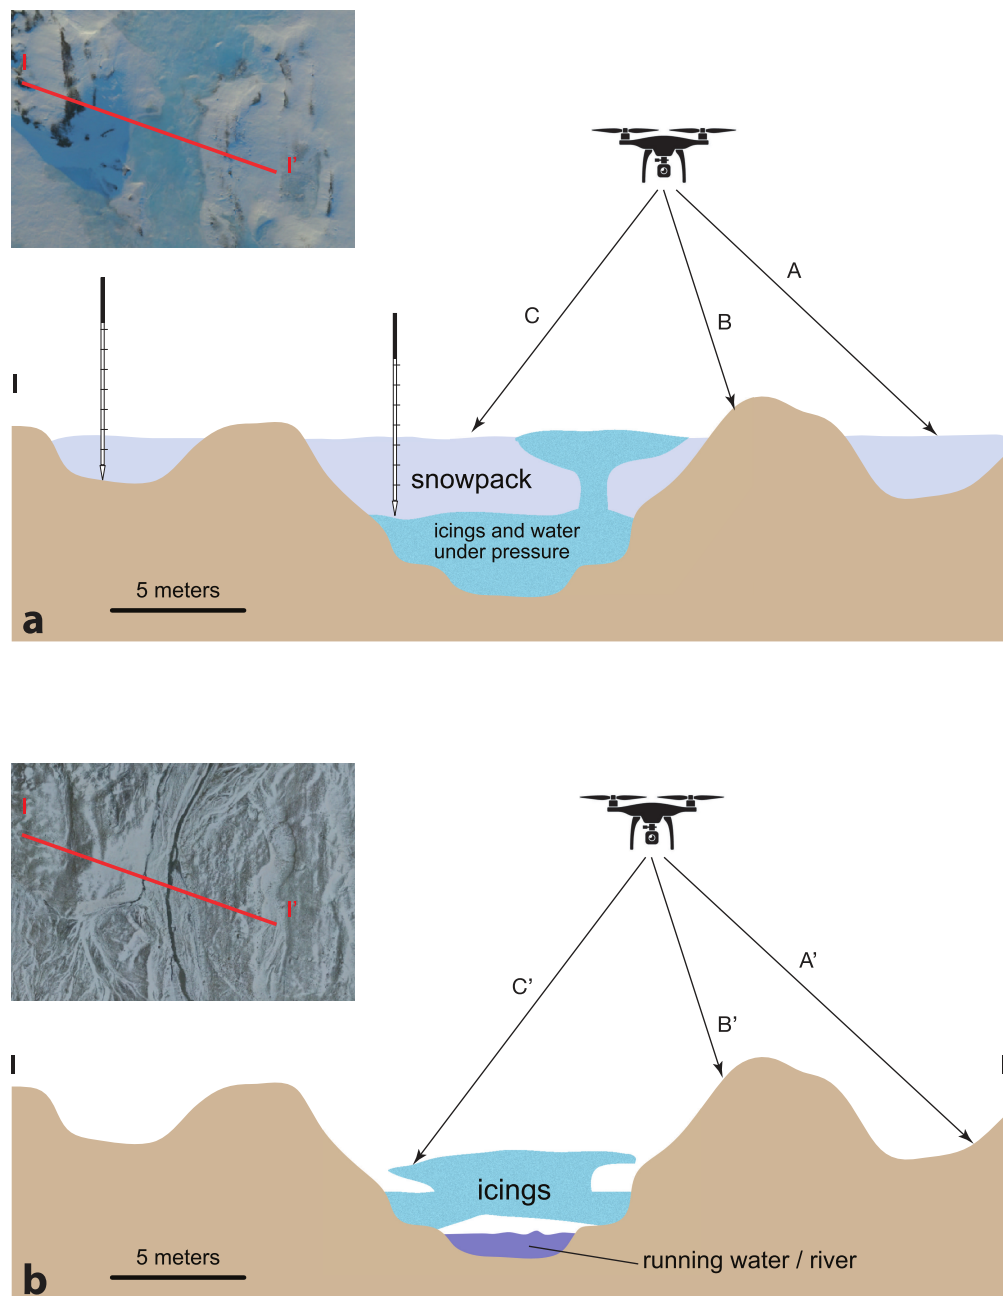 I
I'
A
B
C
I
snowpack
icings and water
under pressure
5 meters
a
I
I'
A’
C’
B’
I
I
icings
5 meters
running water / river
b